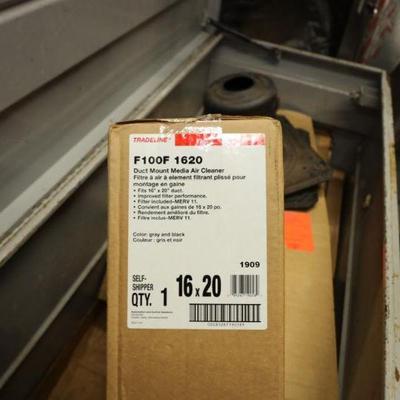 TRADELINE
F100F 1620
Duct Mount Media Air Cleaner
Filtre à air à élement filtrant plissé pour
montage en gaine
• Fits 16" x 20" duct.
• Improved filter performance.
• Filter included-MERV 11.
• Convient aux gaines de 16 x 20 po.
• Rendement amélioré du filtre.
• Filtre inclus-MERV 11.
Color: gray and black
Couleur: gris et noir
1909
SELF-
SHIPPER
QTY. 1
16 x 20